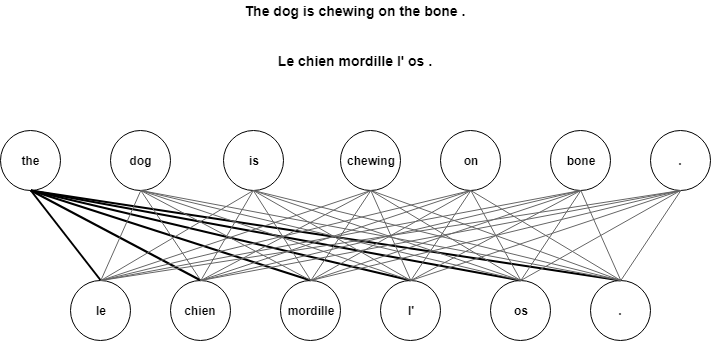 The dog is chewing on the bone .
Le chien mordille l' os .
the dog is chewing on bone .
le chien mordille l' os .